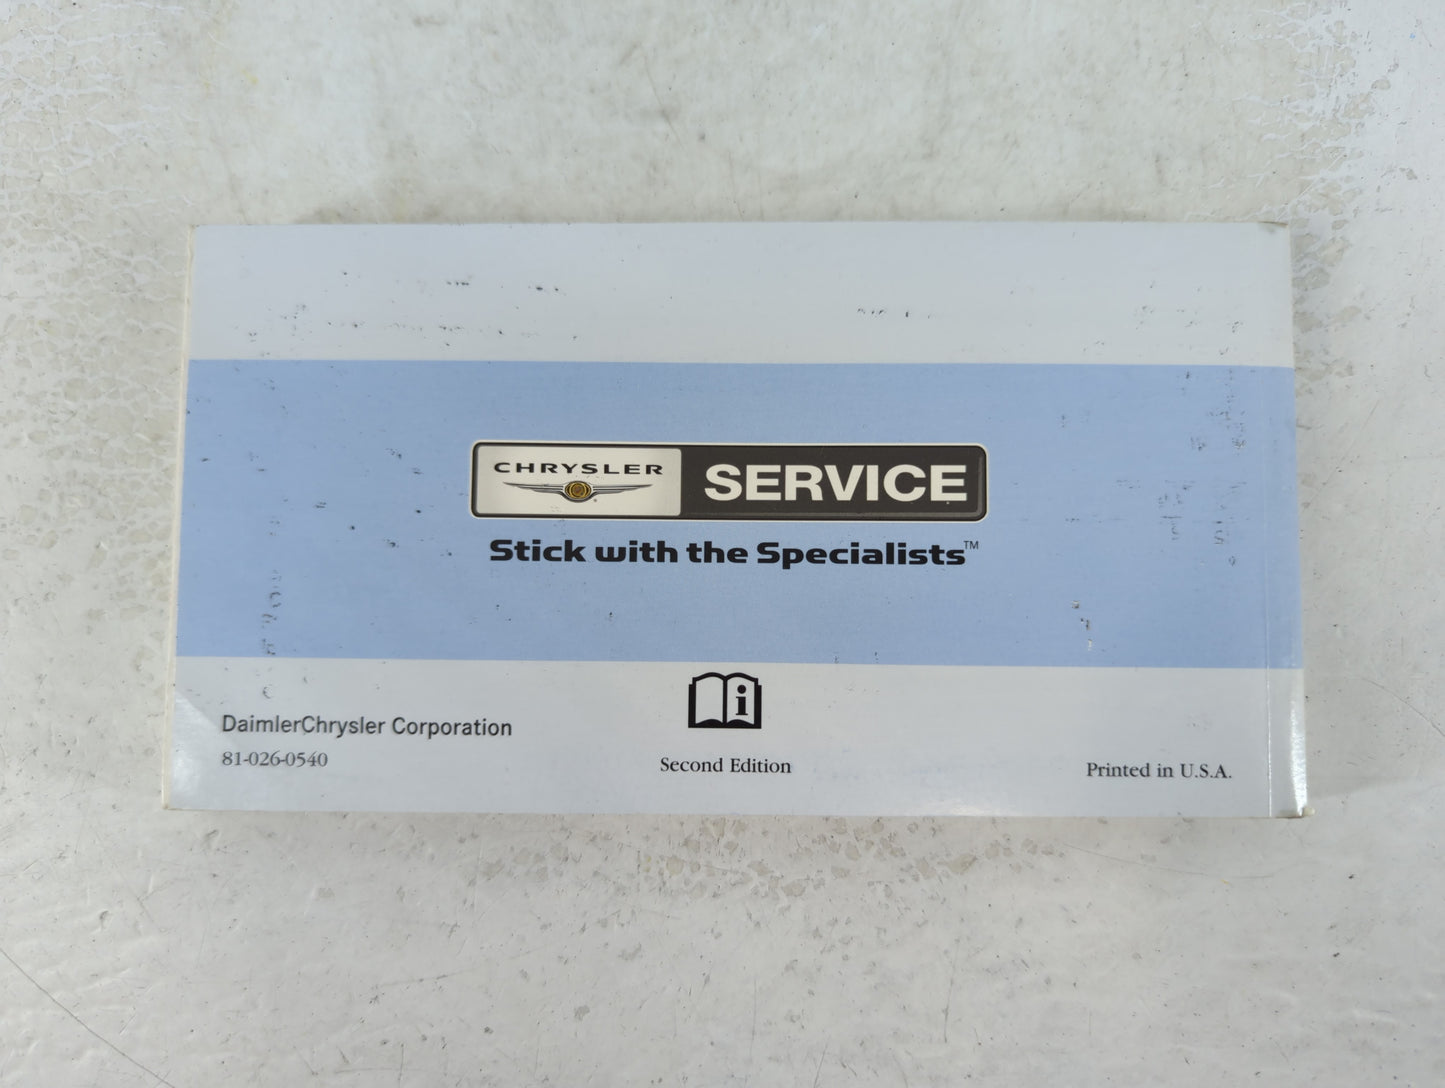 CHRYSLER SERVICE
Stick with the Specialists™
i
DaimlerChrysler Corporation
81-026-0540
Second Edition
Printed in U.S.A.